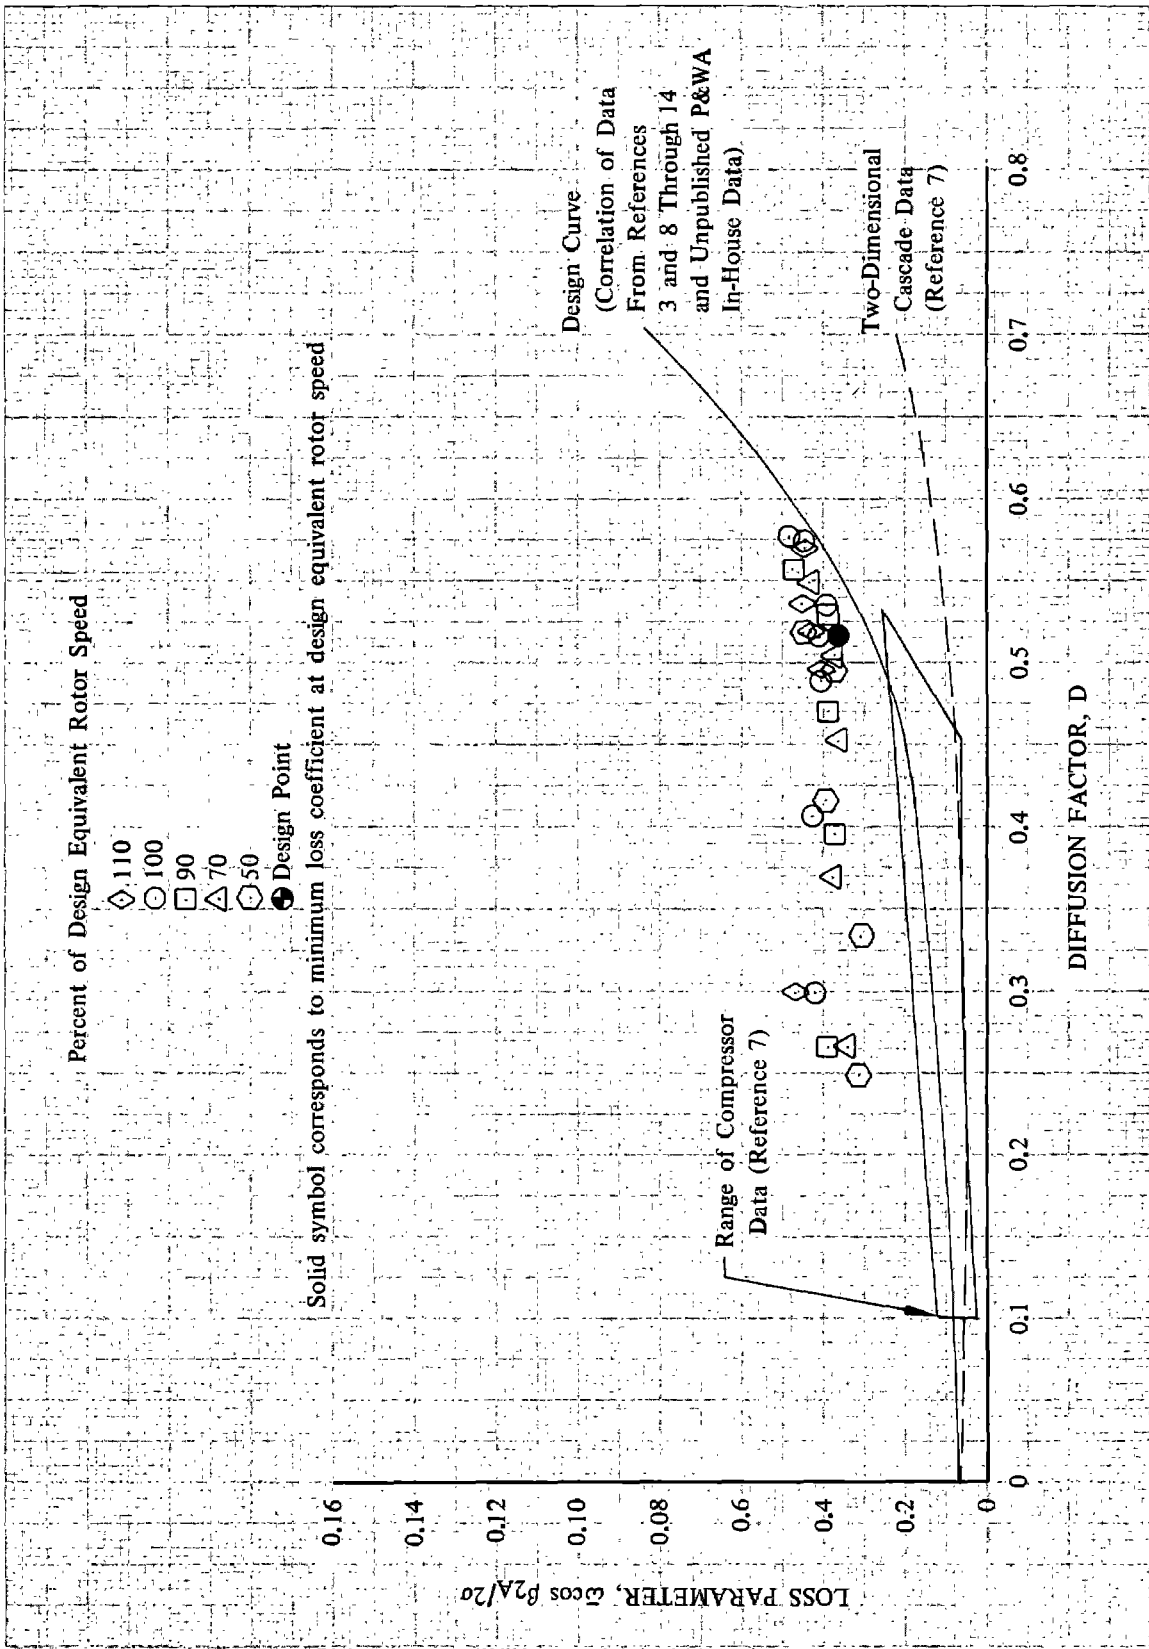 Percent of Design Equivalent Rotor Speed
110
100
90
70
50
Design Point
Solid symbol corresponds to minimum loss coefficient at design equivalent rotor speed
Design Curve
(Correlation of Data
From References
3 and 8 Through 14
and Unpublished P&WA
In-House Data)
Range of Compressor
Data (Reference 7)
Two-Dimensional
Cascade Data
(Reference 7)
LOSS PARAMETER, ω̄cos β2A/2σ
0.16
0.12
0.10
0.08
0.6
0.4
0.2
0
0
0.1
0.2
0.3
0.4
0.5
0.6
0.7
0.8
DIFFUSION FACTOR, D